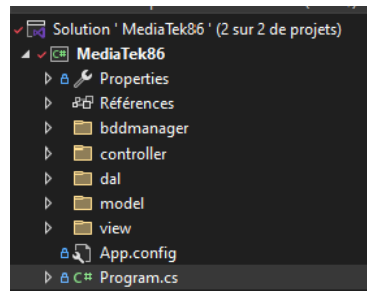 Solution ' MediaTek86 ' (2 sur 2 de projets)
C# MediaTek86
Properties
Références
bddmanager
controller
dal
model
view
App.config
C# Program.cs